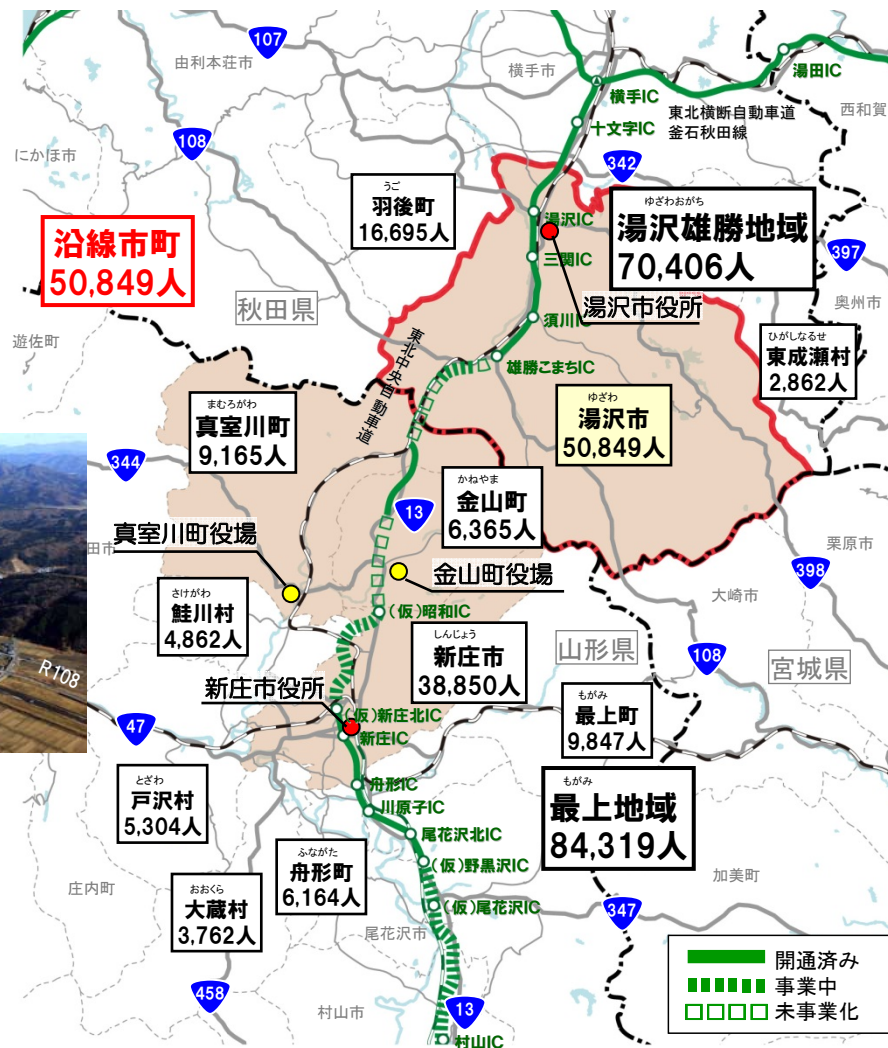 107
由利本荘市
横手市
湯田IC
横手IC
東北横断自動車道
釜石秋田線
西和賀
十文字IC
108
にかほ市
342
うご
羽後町
16,695人
ゆざわおがち
湯沢雄勝地域
70,406人
沿線市町
50,849人
湯沢IC
三関IC
397
奥州市
湯沢市役所
秋田県
須川IC
遊佐町
東北中央自動車道
雄勝こまちIC
ひがしなるせ
東成瀬村
2,862人
まむろがわ
真室川町
9,165人
ゆざわ
湯沢市
50,849人
344
かねやま
金山町
6,365人
13
田市
真室川町役場
栗原市
398
金山町役場
大崎市
さけがわ
鮭川村
4,862人
(仮)昭和IC
しんじょう
新庄市
38,850人
山形県
108
宮城県
R108
新庄市役所
(仮)新庄北IC
新庄IC
もがみ
最上町
9,847人
47
とざわ
戸沢村
5,304人
舟形IC
川原子IC
もがみ
最上地域
84,319人
尾花沢北IC
ふながた
舟形町
6,164人
(仮)野黒沢IC
加美町
庄内町
おおくら
大蔵村
3,762人
(仮)尾花沢IC
347
尾花沢市
458
村山市
13
村山IC
開通済み
事業中
未事業化